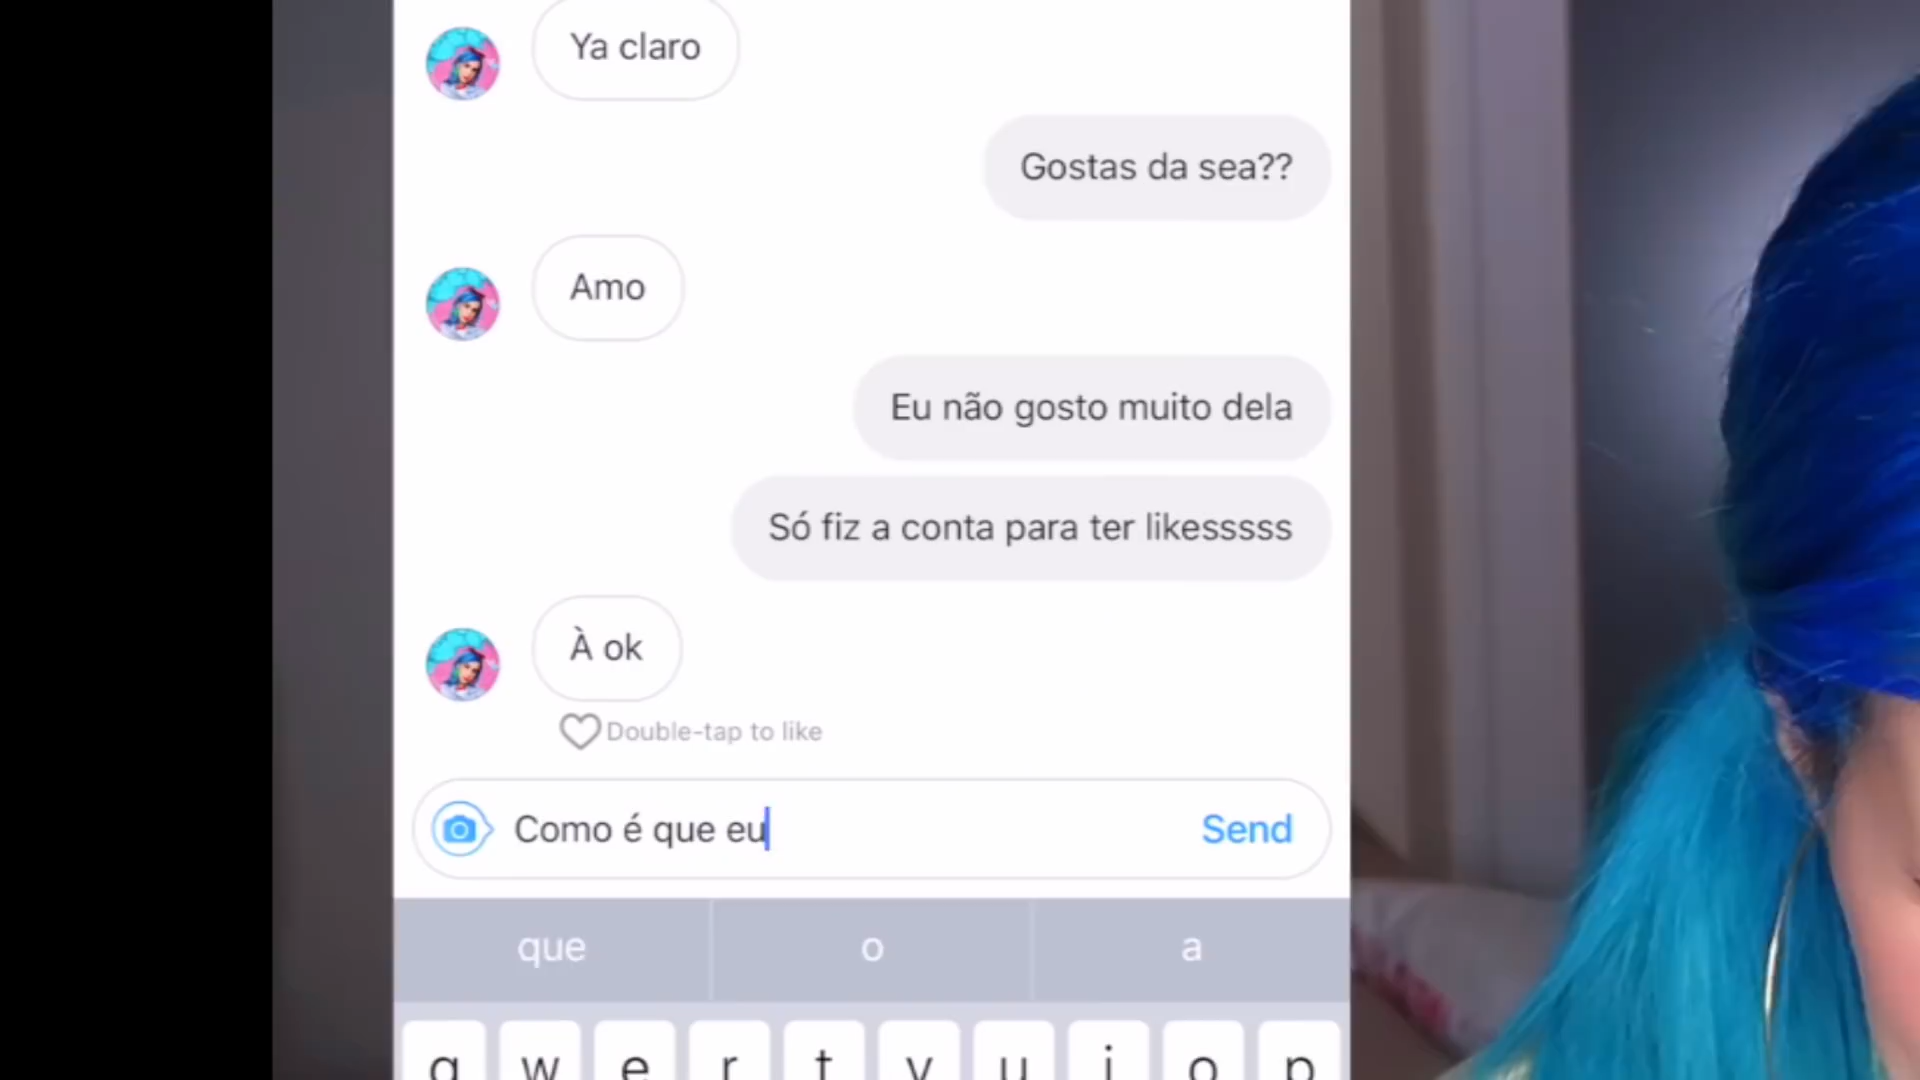 Ya claro
Gostas da sea??
Amo
Eu não gosto muito dela
Só fiz a conta para ter likesssss
À ok
Double-tap to like
Como é que eu
Send
que o a
q w e r t y u i o p